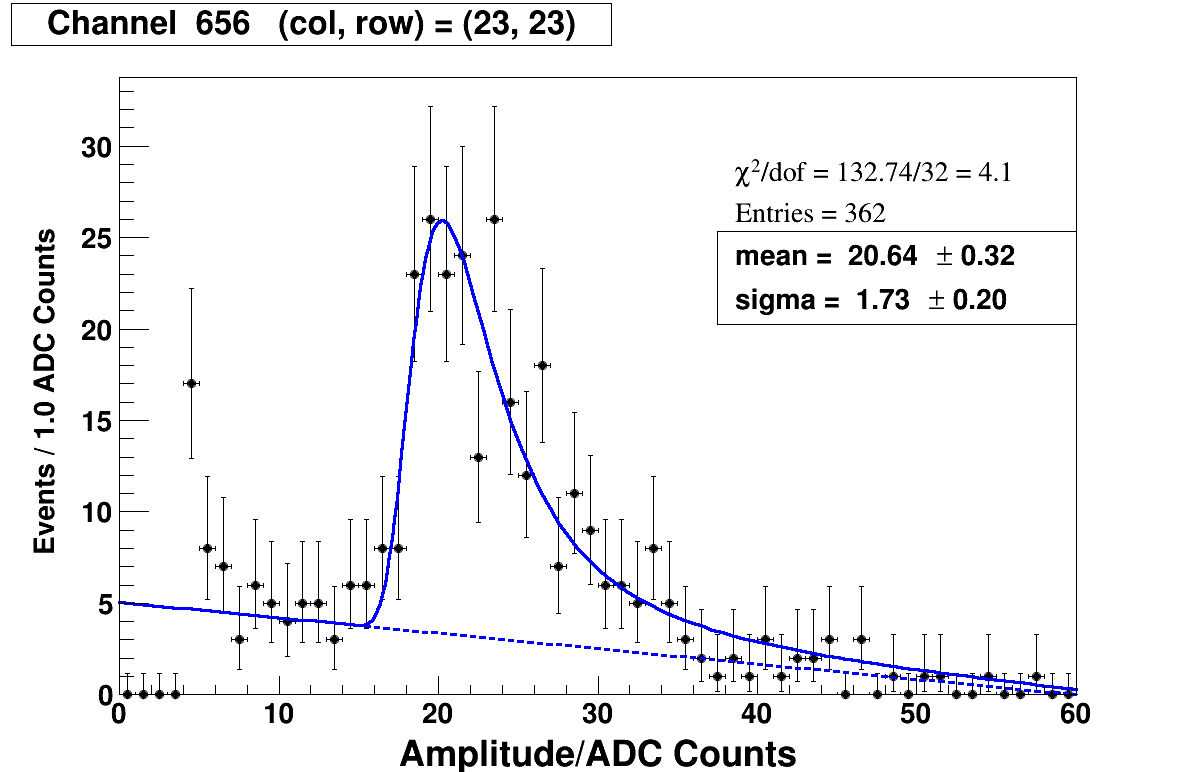 Channel 656 (col, row) = (23, 23)
χ²/dof = 132.74/32 = 4.1
Entries = 362
mean = 20.64 ± 0.32
sigma = 1.73 ± 0.20
Events / 1.0 ADC Counts
30
25
20
15
10
5
0
0 10 20 30 40 50 60
Amplitude/ADC Counts